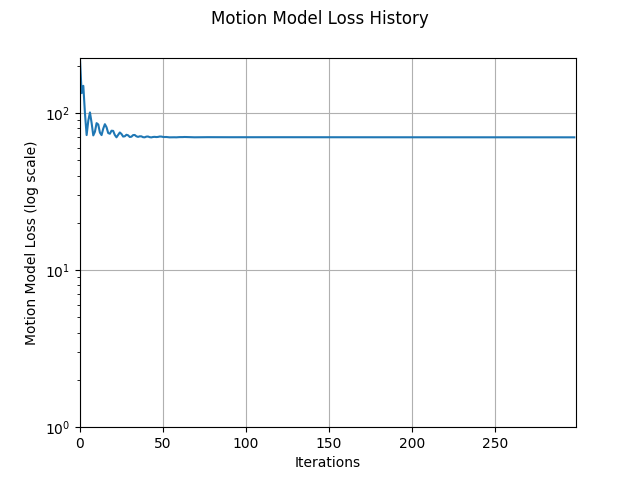 Motion Model Loss History
Motion Model Loss (log scale)
10²
10¹
10⁰
0 50 100 150 200 250
Iterations